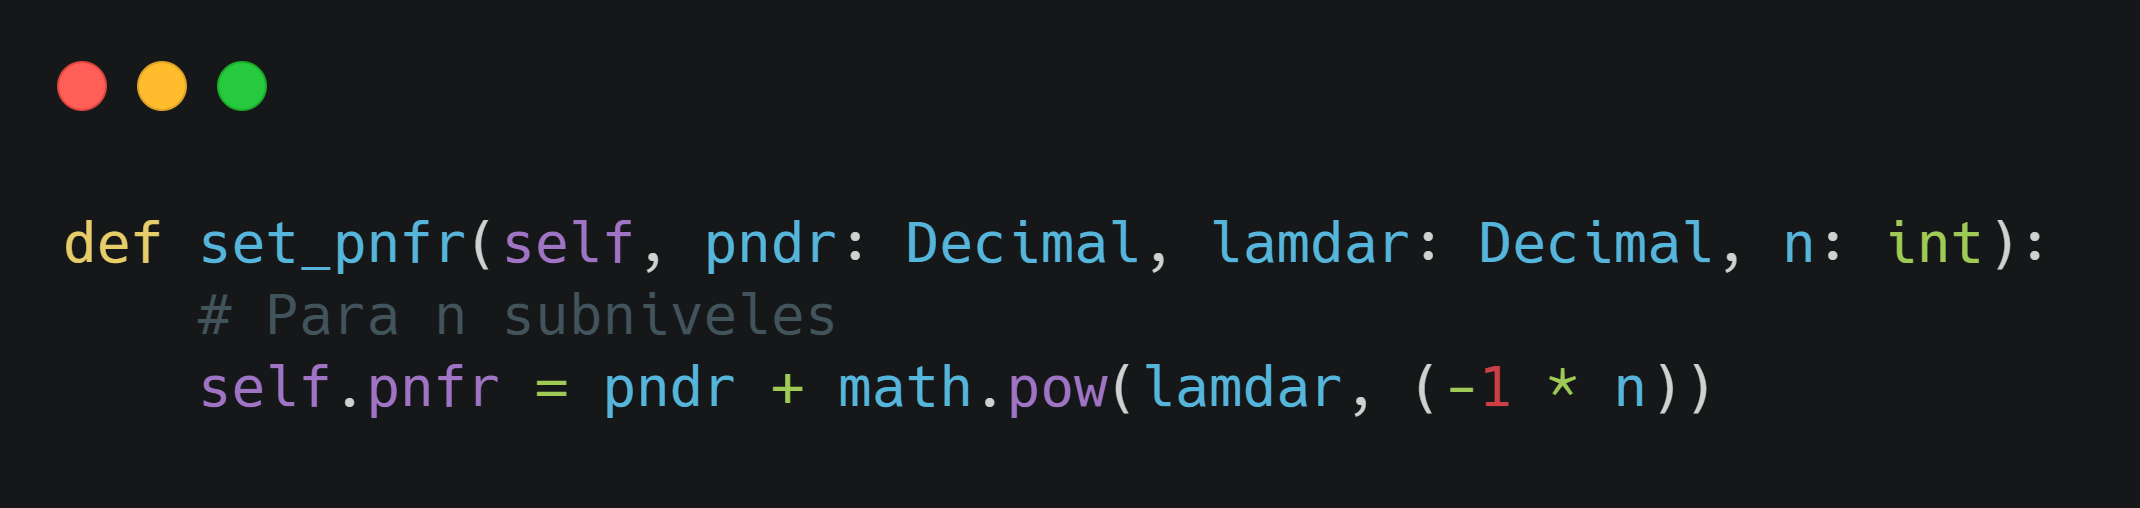 def set_pnfr(self, pndr: Decimal, lamdar: Decimal, n: int):
    # Para n subniveles
    self.pnfr = pndr + math.pow(lamdar, (-1 * n))